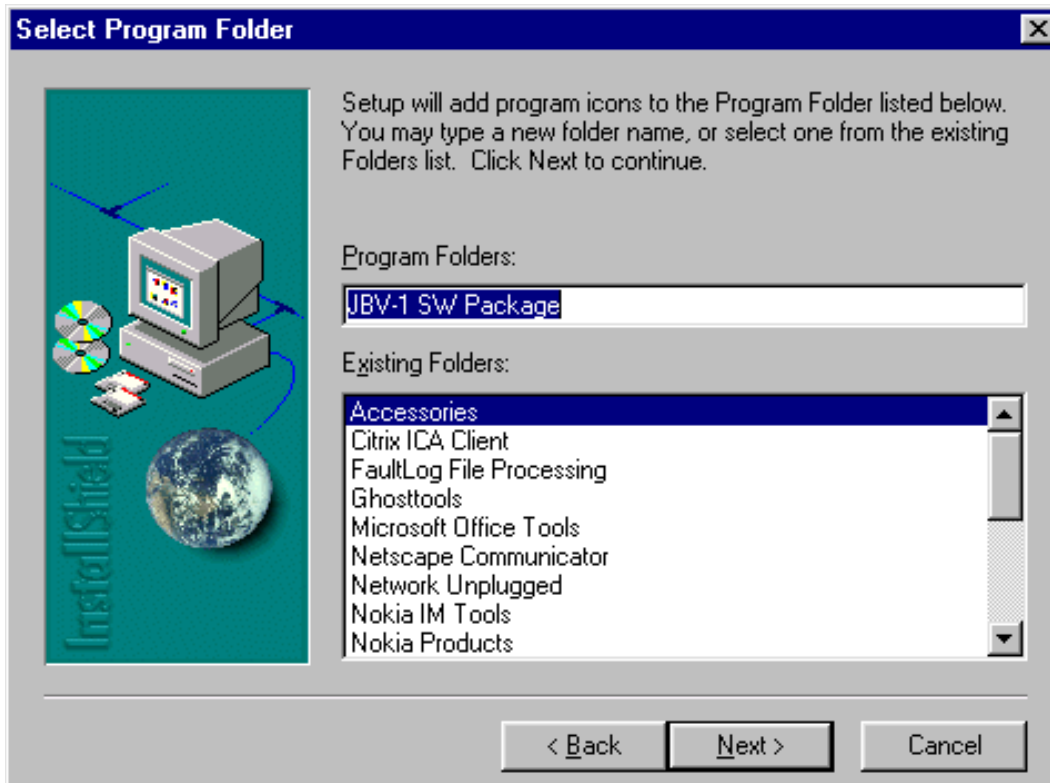 Select Program Folder
Setup will add program icons to the Program Folder listed below.
You may type a new folder name, or select one from the existing
Folders list. Click Next to continue.
Program Folders:
JBV-1 SW Package
Existing Folders:
Accessories
Citrix ICA Client
FaultLog File Processing
Ghosttools
Microsoft Office Tools
Netscape Communicator
Network Unplugged
Nokia IM Tools
Nokia Products
InstallShield
< Back
Next >
Cancel